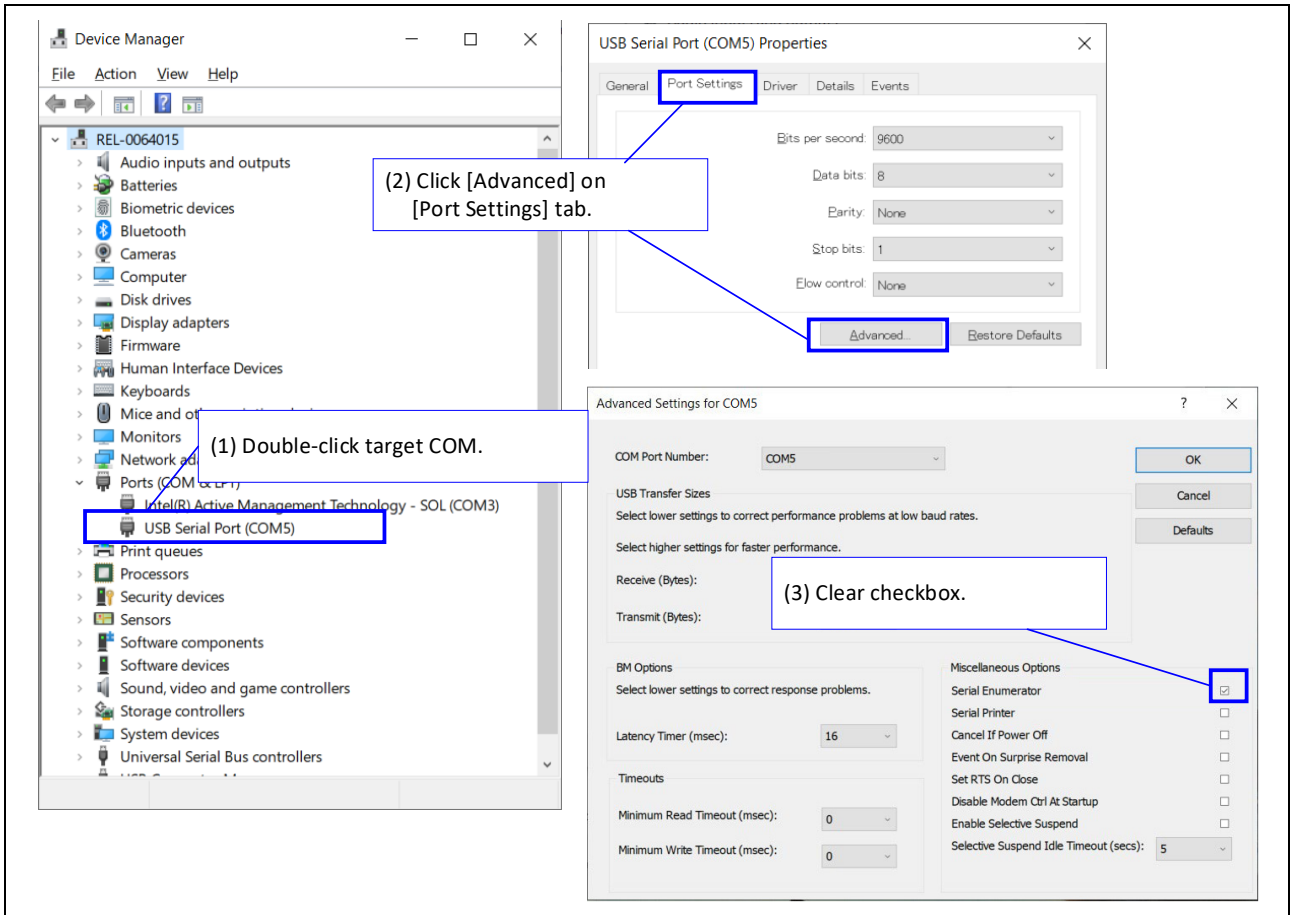 Device Manager
File Action View Help
REL-0064015
Audio inputs and outputs
Batteries
Biometric devices
Bluetooth
Cameras
Computer
Disk drives
Display adapters
Firmware
Human Interface Devices
Keyboards
Mice and
Monitors
Network
Ports (COM & LPT)
Intel(R) Active Management Technology - SOL (COM3)
USB Serial Port (COM5)
Print queues
Processors
Security devices
Sensors
Software components
Software devices
Sound, video and game controllers
Storage controllers
System devices
Universal Serial Bus controllers
(1) Double-click target COM.
USB Serial Port (COM5) Properties
General Port Settings Driver Details Events
Bits per second: 9600
Data bits: 8
Parity: None
Stop bits: 1
Flow control: None
Advanced... Restore Defaults
(2) Click [Advanced] on
[Port Settings] tab.
Advanced Settings for COM5
COM Port Number: COM5
OK
Cancel
Defaults
USB Transfer Sizes
Select lower settings to correct performance problems at low baud rates.
Select higher settings for faster performance.
Receive (Bytes):
Transmit (Bytes):
(3) Clear checkbox.
BM Options
Select lower settings to correct response problems.
Latency Timer (msec): 16
Timeouts
Minimum Read Timeout (msec): 0
Minimum Write Timeout (msec): 0
Miscellaneous Options
Serial Enumerator
Serial Printer
Cancel If Power Off
Event On Surprise Removal
Set RTS On Close
Disable Modem Ctrl At Startup
Enable Selective Suspend
Selective Suspend Idle Timeout (secs): 5